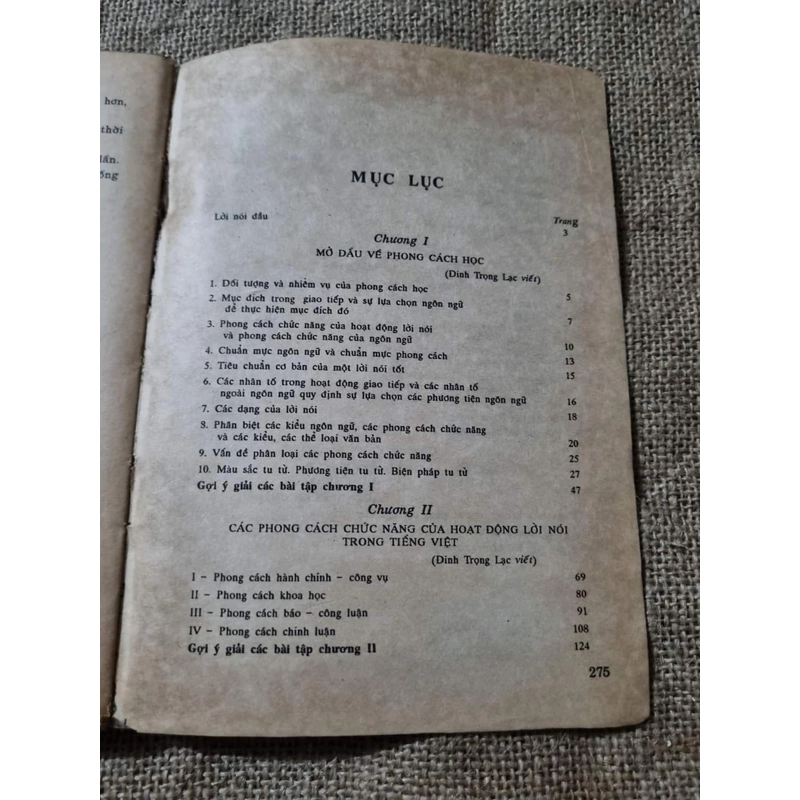 hơn,
thời
lần.
ống
MỤC LỤC
Trang
Lời nói đầu 3
Chương I
MỞ ĐẦU VỀ PHONG CÁCH HỌC
(Đinh Trọng Lạc viết)
1. Đối tượng và nhiệm vụ của phong cách học 5
2. Mục đích trong giao tiếp và sự lựa chọn ngôn ngữ
để thực hiện mục đích đó 7
3. Phong cách chức năng của hoạt động lời nói
và phong cách chức năng của ngôn ngữ 10
4. Chuẩn mực ngôn ngữ và chuẩn mực phong cách 13
5. Tiêu chuẩn cơ bản của một lời nói tốt 15
6. Các nhân tố trong hoạt động giao tiếp và các nhân tố
ngoài ngôn ngữ quy định sự lựa chọn các phương tiện ngôn ngữ 16
7. Các dạng của lời nói 18
8. Phân biệt các kiểu ngôn ngữ, các phong cách chức năng
và các kiểu, các thể loại văn bản 20
9. Vấn đề phân loại các phong cách chức năng 25
10. Màu sắc tu từ. Phương tiện tu từ. Biện pháp tu từ 27
Gợi ý giải các bài tập chương I 47
Chương II
CÁC PHONG CÁCH CHỨC NĂNG CỦA HOẠT ĐỘNG LỜI NÓI
TRONG TIẾNG VIỆT
(Đinh Trọng Lạc viết)
I – Phong cách hành chính – công vụ 69
II – Phong cách khoa học 80
III – Phong cách báo – công luận 91
IV – Phong cách chính luận 108
Gợi ý giải các bài tập chương II 124
275